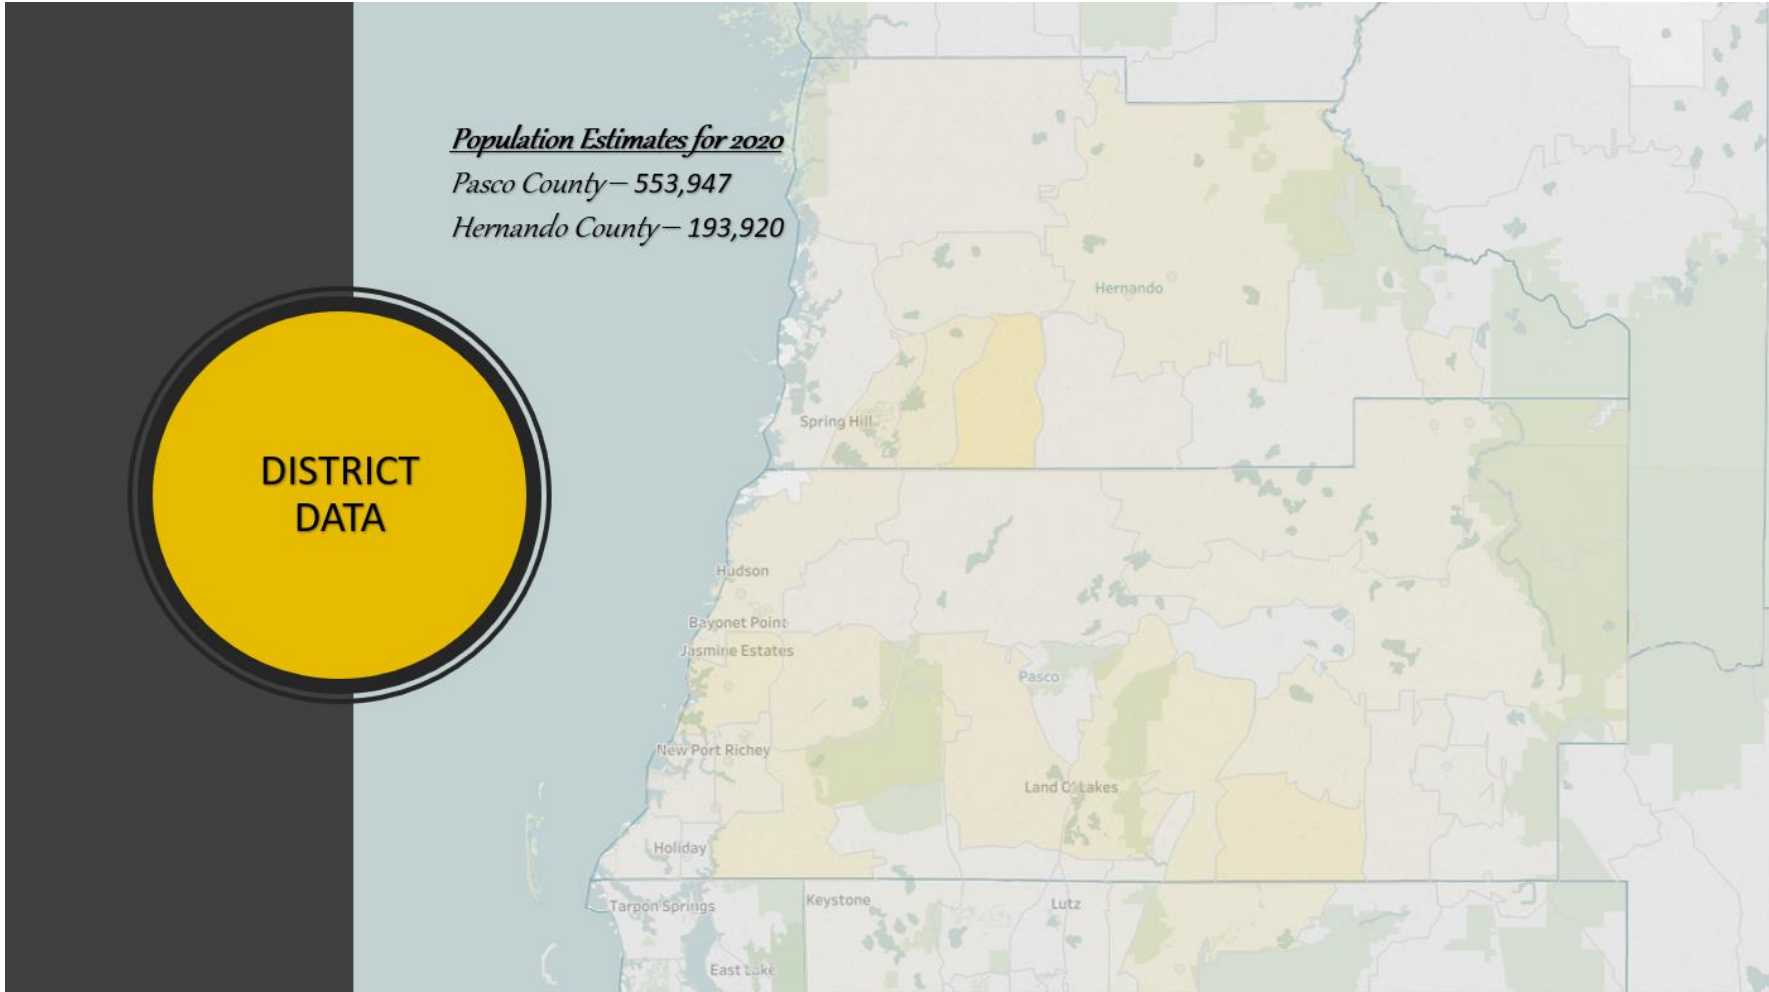 Population Estimates for 2020
Pasco County – 553,947
Hernando County – 193,920
DISTRICT
DATA
Hernando
Spring Hill
Hudson
Bayonet Point
Jasmine Estates
Pasco
New Port Richey
Land O' Lakes
Holiday
Tarpon Springs
Keystone
Lutz
East Lake